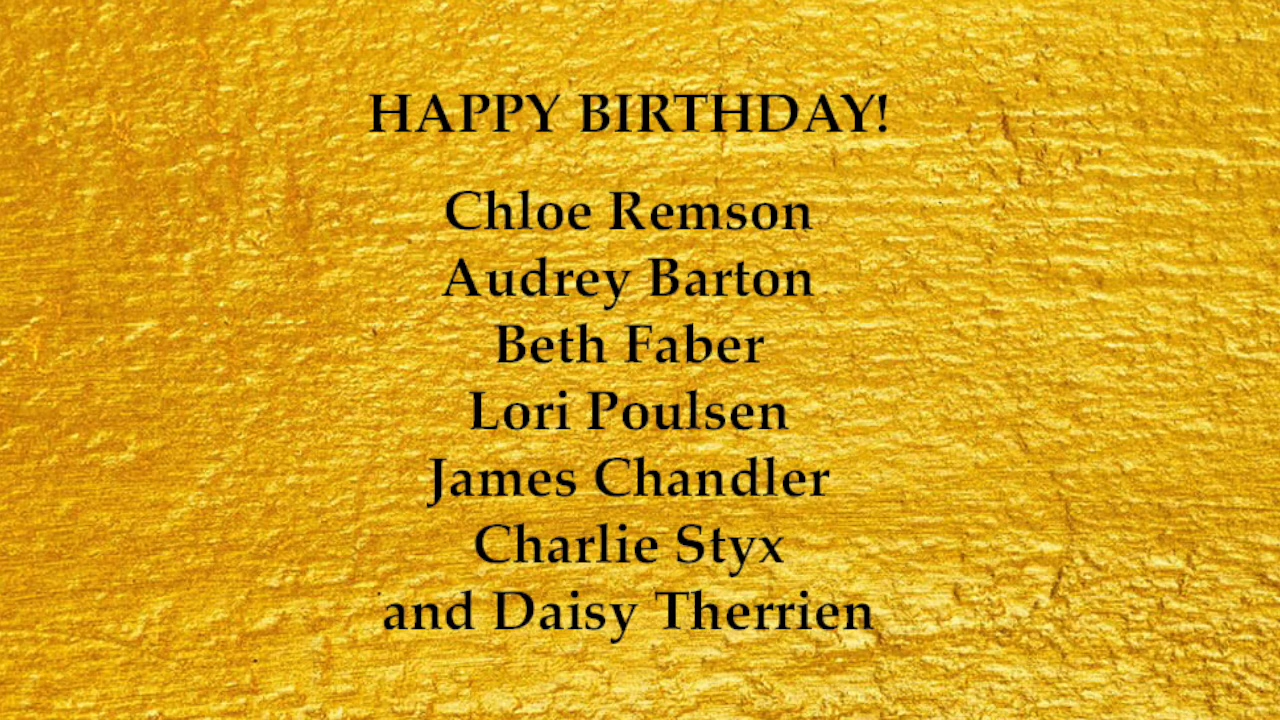 HAPPY BIRTHDAY!
Chloe Remson
Audrey Barton
Beth Faber
Lori Poulsen
James Chandler
Charlie Styx
and Daisy Therrien